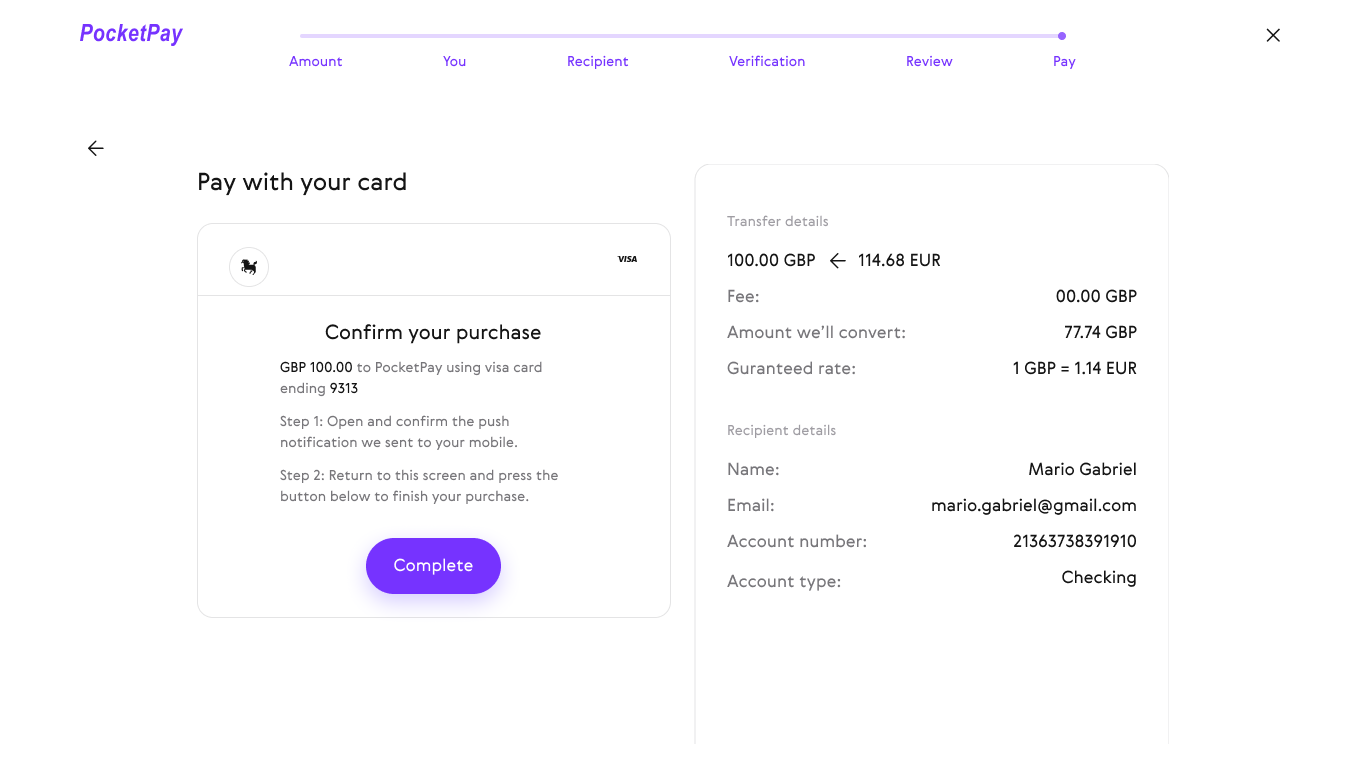 PocketPay
Amount You Recipient Verification Review Pay
Pay with your card
VISA
Confirm your purchase
GBP 100.00 to PocketPay using visa card
ending 9313
Step 1: Open and confirm the push
notification we sent to your mobile.
Step 2: Return to this screen and press the
button below to finish your purchase.
Complete
Transfer details
100.00 GBP ← 114.68 EUR
Fee: 00.00 GBP
Amount we’ll convert: 77.74 GBP
Guranteed rate: 1 GBP = 1.14 EUR
Recipient details
Name: Mario Gabriel
Email: mario.gabriel@gmail.com
Account number: 21363738391910
Account type: Checking